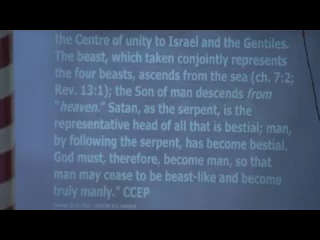 the Centre of unity to Israel and the Gentiles.
The beast, which taken conjointly represents
the four beasts, ascends from the sea (ch. 7:2;
Rev. 13:1); the Son of man descends from
"heaven." Satan, as the serpent, is the
representative head of all that is bestial; man,
by following the serpent, has become bestial.
God must, therefore, become man, so that
man may cease to be beast-like and become
truly manly." CCEP